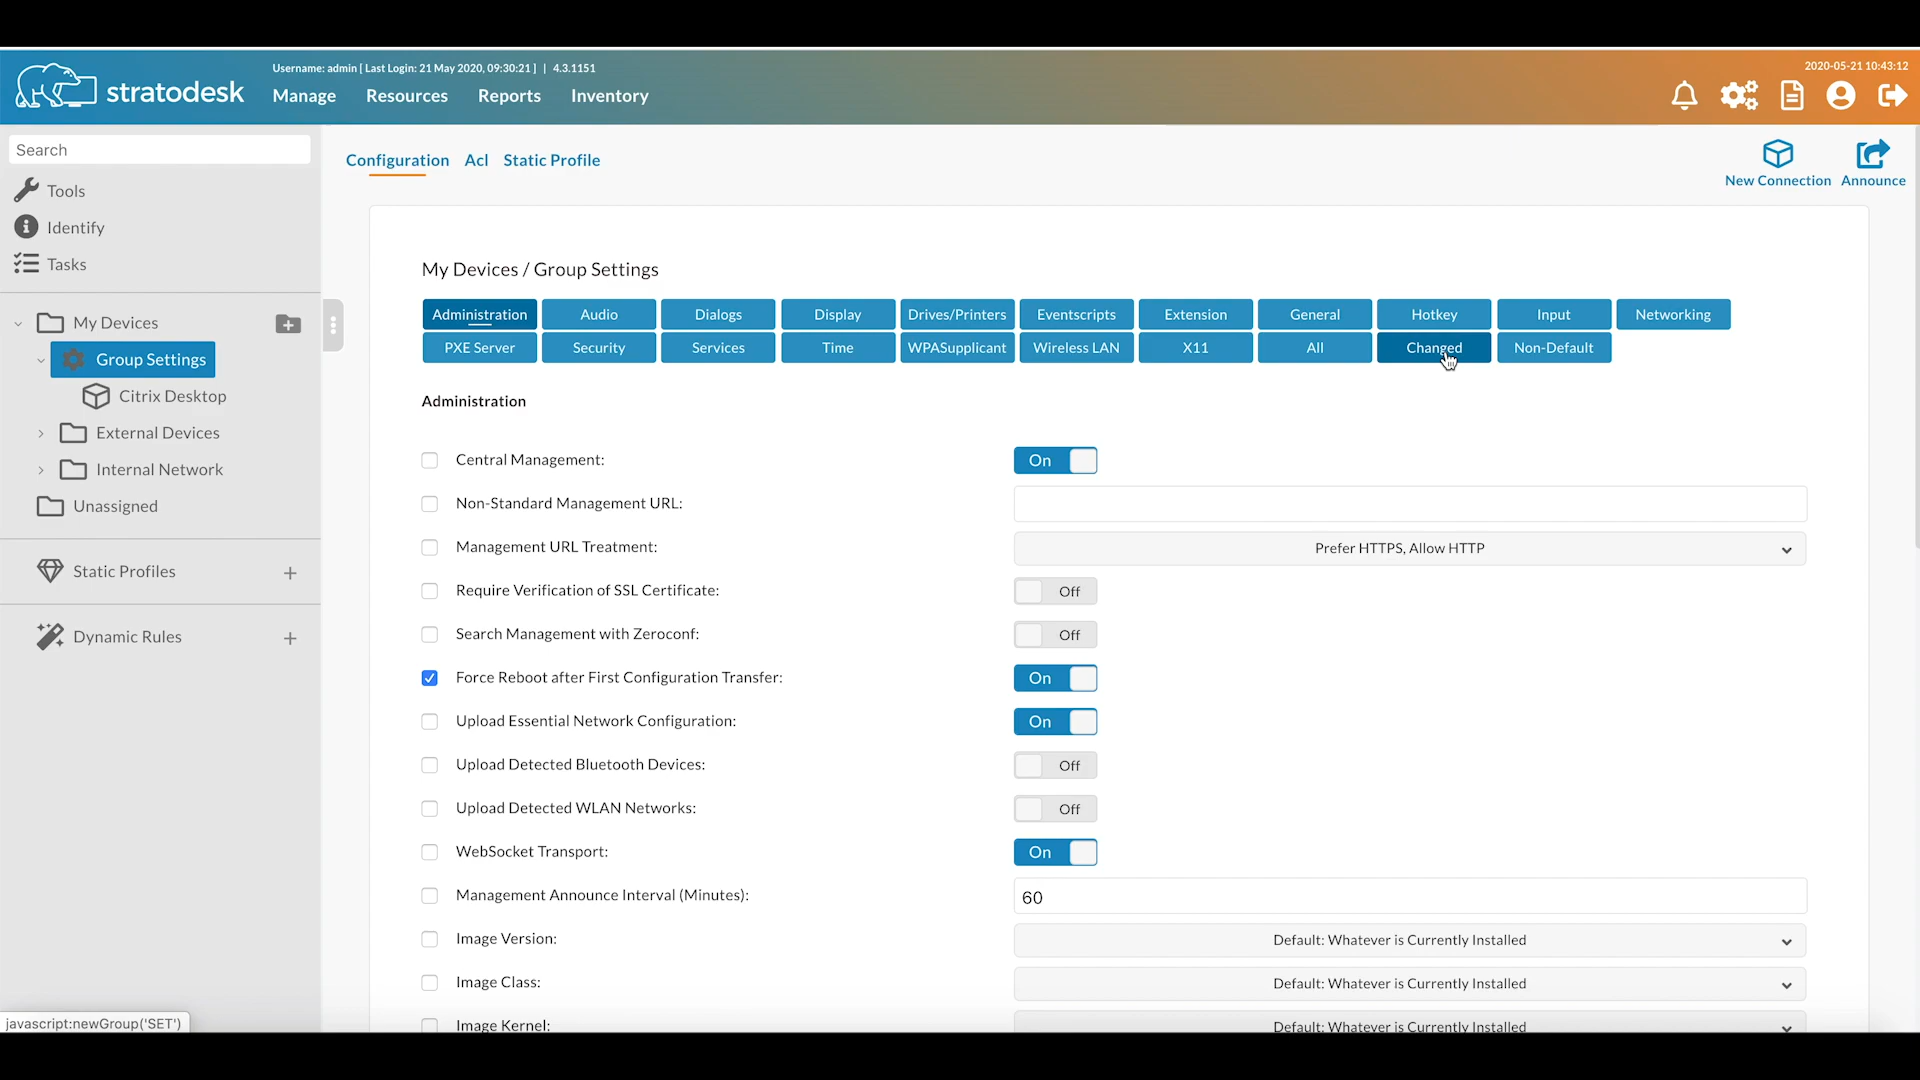 Username: admin [ Last Login: 21 May 2020, 09:30:21 ] | 4.3.1151
2020-05-21 10:43:12
stratodesk
Manage Resources Reports Inventory
Search
Tools
Identify
Tasks
My Devices
Group Settings
Citrix Desktop
External Devices
Internal Network
Unassigned
Static Profiles
Dynamic Rules
Configuration Acl Static Profile
New Connection Announce
My Devices / Group Settings
Administration Audio Dialogs Display Drives/Printers Eventscripts Extension General Hotkey Input Networking
PXE Server Security Services Time WPASupplicant Wireless LAN X11 All Changed Non-Default
Administration
Central Management: On
Non-Standard Management URL:
Management URL Treatment: Prefer HTTPS, Allow HTTP
Require Verification of SSL Certificate: Off
Search Management with Zeroconf: Off
Force Reboot after First Configuration Transfer: On
Upload Essential Network Configuration: On
Upload Detected Bluetooth Devices: Off
Upload Detected WLAN Networks: Off
WebSocket Transport: On
Management Announce Interval (Minutes): 60
Image Version: Default: Whatever is Currently Installed
Image Class: Default: Whatever is Currently Installed
Image Kernel: Default: Whatever is Currently Installed
javascript:newGroup('SET')